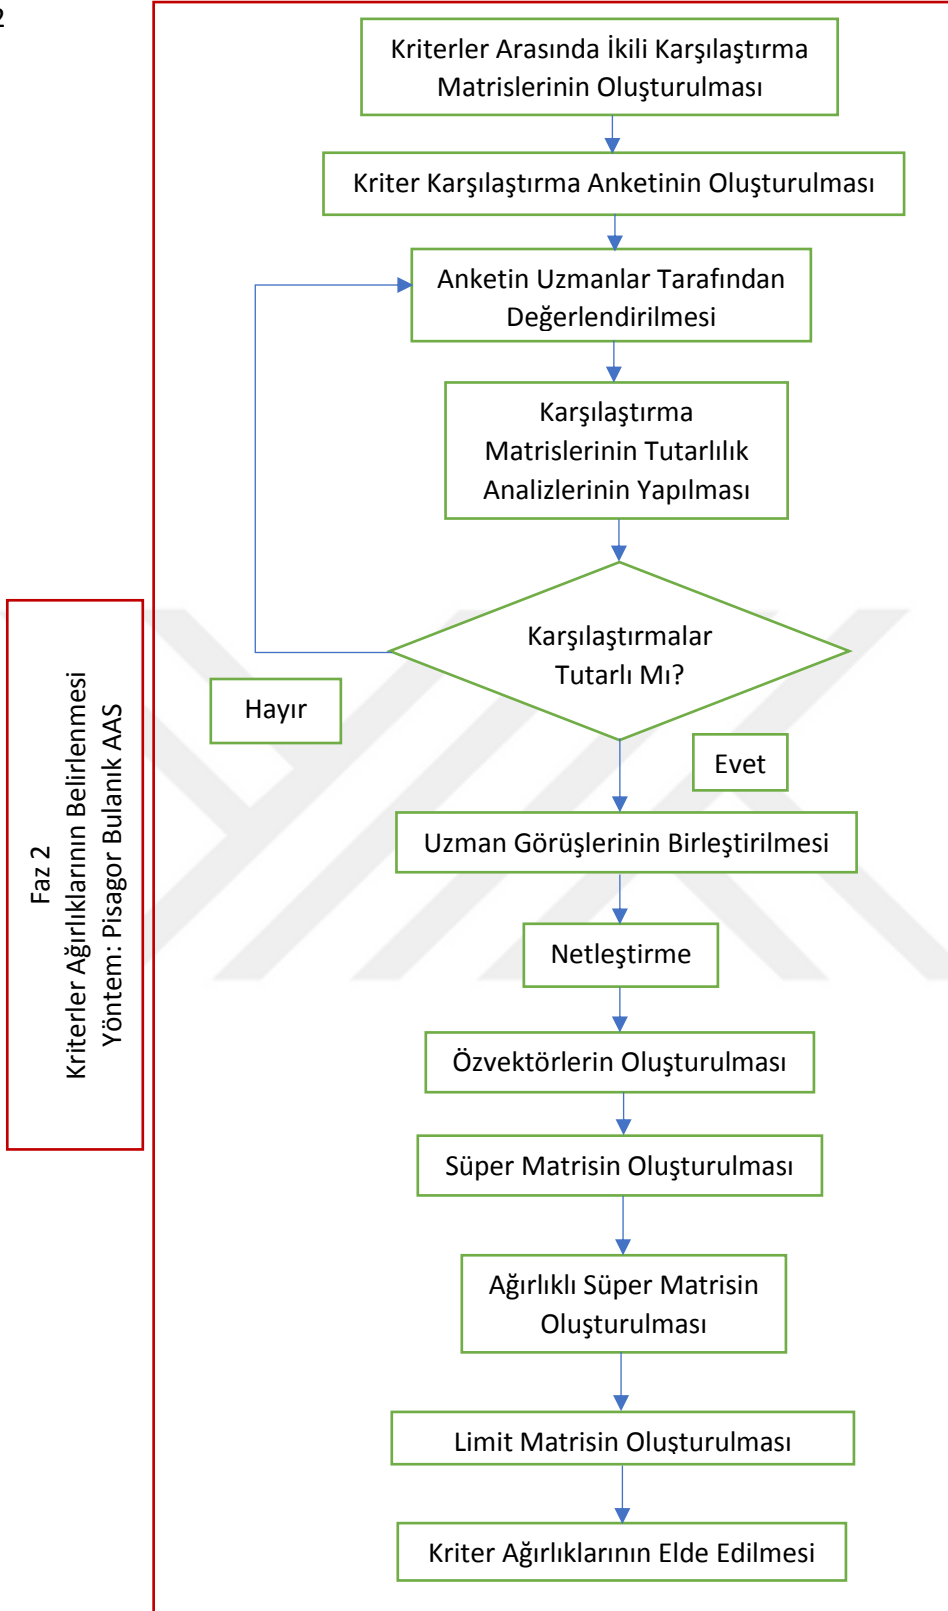 2
Kriterler Arasında İkili Karşılaştırma
Matrislerinin Oluşturulması
Kriter Karşılaştırma Anketinin Oluşturulması
Anketin Uzmanlar Tarafından
Değerlendirilmesi
Karşılaştırma
Matrislerinin Tutarlılık
Analizlerinin Yapılması
Karşılaştırmalar
Tutarlı Mı?
Hayır
Evet
Faz 2
Kriterler Ağırlıklarının Belirlenmesi
Yöntem: Pisagor Bulanık AAS
Uzman Görüşlerinin Birleştirilmesi
Netleştirme
Özvektörlerin Oluşturulması
Süper Matrisin Oluşturulması
Ağırlıklı Süper Matrisin
Oluşturulması
Limit Matrisin Oluşturulması
Kriter Ağırlıklarının Elde Edilmesi